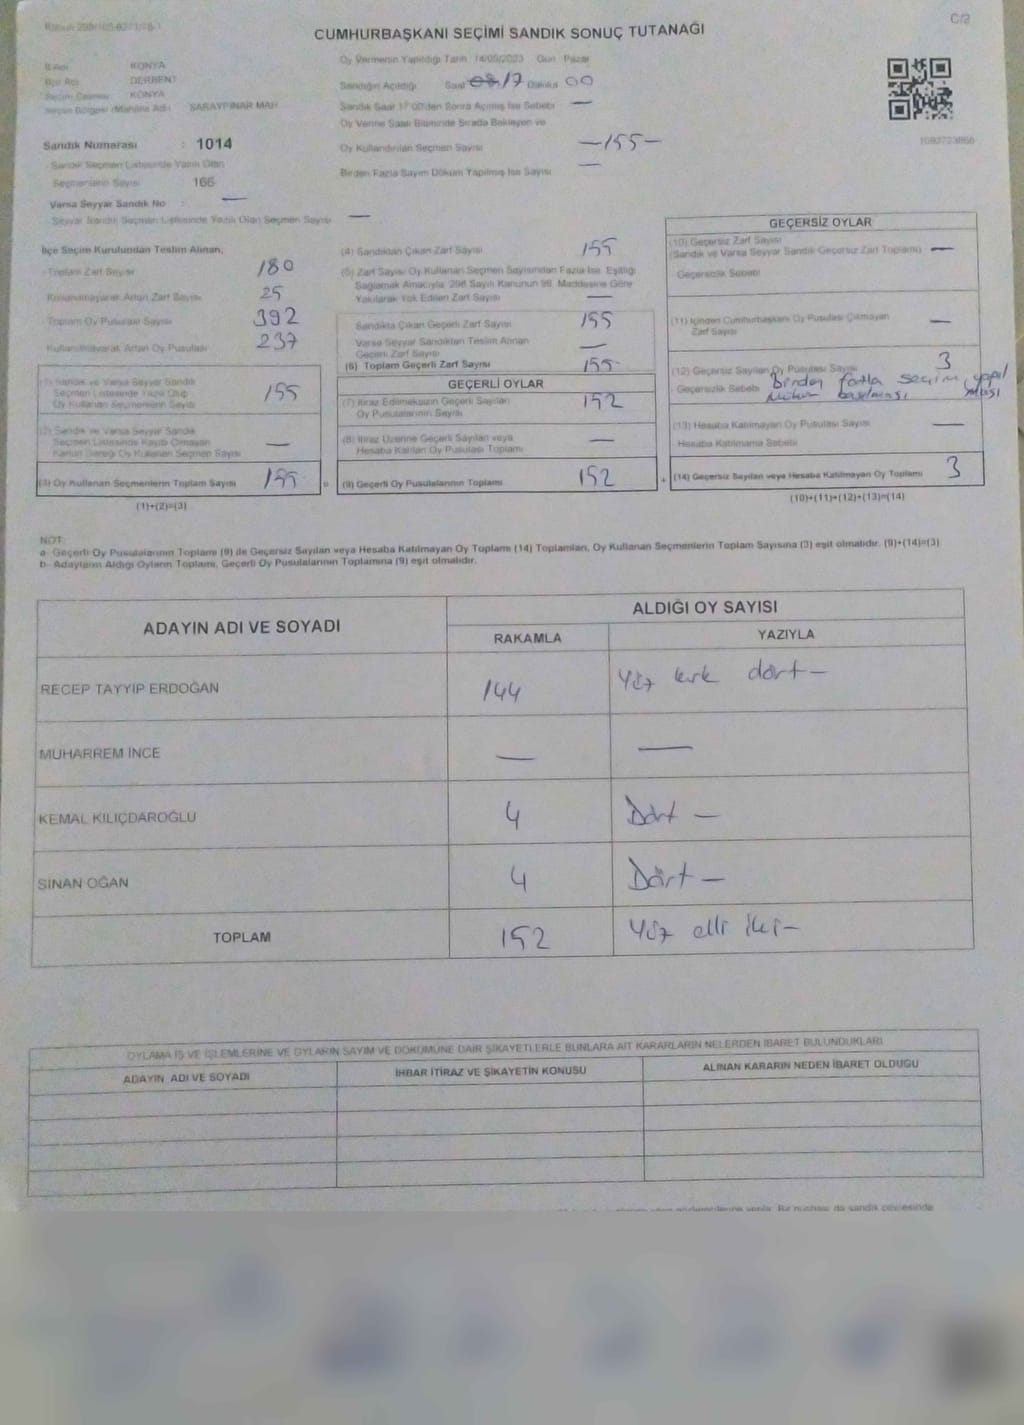 CUMHURBAŞKANI SEÇİMİ SANDIK SONUÇ TUTANAĞI
C/2
İli KONYA
İlçe Adı DERBENT
Seçim Çevresi KONYA
Seçim Bölgesi (Mahalle Adı) SARAYPINAR MAH
Sandık Numarası : 1014
Sandık Seçmen Listesinde Yazılı Olan
Seçmenlerin Sayısı 166
Varsa Seyyar Sandık No : —
Seyyar Sandık Seçmen Listesinde Yazılı Olan Seçmen Sayısı —
Oy Vermenin Yapıldığı Tarih 14/05/2023 Gün Pazar
Sandığın Açıldığı Saat 17 Dakika 00
Sandık Saat 17:00'den Sonra Açılmış İse Sebebi —
Oy Verme Saati Bitiminde Sırada Bekleyen ve
Oy Kullandırılan Seçmen Sayısı —155—
Birden Fazla Sayım Döküm Yapılmış İse Sayısı —
1093723866
İlçe Seçim Kurulundan Teslim Alınan;
Toplam Zarf Sayısı 180
Kullanılmayarak Artan Zarf Sayısı 25
Toplam Oy Pusulası Sayısı 392
Kullanılmayarak Artan Oy Pusulası 237
(1) Sandık ve Varsa Seyyar Sandık
Seçmen Listesinde Yazılı Olup
Oy Kullanan Seçmenlerin Sayısı 155
(2) Sandık ve Varsa Seyyar Sandık
Seçmen Listesinde Kayıtlı Olmayan
Kanun Gereği Oy Kullanan Seçmen Sayısı —
(3) Oy Kullanan Seçmenlerin Toplam Sayısı 155
(1)+(2)=(3)
(4) Sandıktan Çıkan Zarf Sayısı 155
(5) Zarf Sayısı Oy Kullanan Seçmen Sayısından Fazla İse, Eşitliği
Sağlamak Amacıyla, 298 Sayılı Kanunun 98. Maddesine Göre
Yakılarak Yok Edilen Zarf Sayısı —
Sandıkta Çıkan Geçerli Zarf Sayısı 155
Varsa Seyyar Sandıktan Teslim Alınan
Geçerli Zarf Sayısı —
(6) Toplam Geçerli Zarf Sayısı 155
GEÇERLİ OYLAR
(7) İtiraz Edilmeksizin Geçerli Sayılan
Oy Pusulalarının Sayısı 152
(8) İtiraz Üzerine Geçerli Sayılan veya
Hesaba Katılan Oy Pusulası Toplamı —
(9) Geçerli Oy Pusulalarının Toplamı 152
GEÇERSİZ OYLAR
(10) Geçersiz Zarf Sayısı
(Sandık ve Varsa Seyyar Sandık Geçersiz Zarf Toplamı) —
Geçersizlik Sebebi
(11) İçinden Cumhurbaşkanı Oy Pusulası Çıkmayan
Zarf Sayısı —
(12) Geçersiz Sayılan Oy Pusulası Sayısı 3
Geçersizlik Sebebi Birden fazla seçim yapıl
mühür basılması ması
(13) Hesaba Katılmayan Oy Pusulası Sayısı —
Hesaba Katılmama Sebebi
(14) Geçersiz Sayılan veya Hesaba Katılmayan Oy Toplamı 3
(10)+(11)+(12)+(13)=(14)
NOT:
a- Geçerli Oy Pusulalarının Toplamı (9) ile Geçersiz Sayılan veya Hesaba Katılmayan Oy Toplamı (14) Toplamları, Oy Kullanan Seçmenlerin Toplam Sayısına (3) eşit olmalıdır. (9)+(14)=(3)
b- Adayların Aldığı Oyların Toplamı, Geçerli Oy Pusulalarının Toplamına (9) eşit olmalıdır.
ADAYIN ADI VE SOYADI
ALDIĞI OY SAYISI
RAKAMLA YAZIYLA
RECEP TAYYİP ERDOĞAN 144 Yüz kırk dört —
MUHARREM İNCE — —
KEMAL KILIÇDAROĞLU 4 Dört —
SİNAN OĞAN 4 Dört —
TOPLAM 152 Yüz elli iki —
OYLAMA İŞ VE İŞLEMLERİNE VE OYLARIN SAYIM VE DÖKÜMÜNE DAİR ŞİKAYETLERLE BUNLARA AİT KARARLARIN NELERDEN İBARET BULUNDUKLARI
ADAYIN ADI VE SOYADI İHBAR İTİRAZ VE ŞİKAYETİN KONUSU ALINAN KARARIN NEDEN İBARET OLDUĞU
Bir nüshası da sandık çevresinde